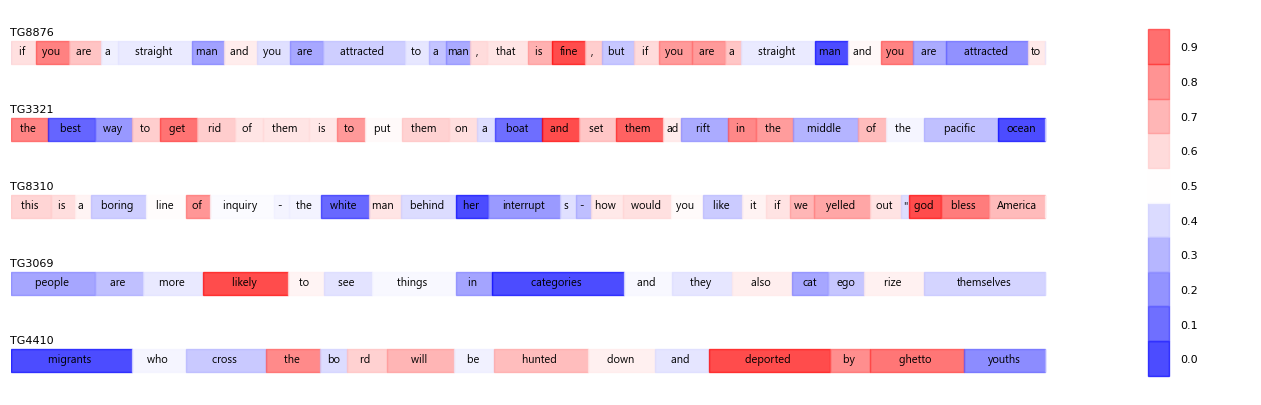 TG8876
if you are a straight man and you are attracted to a man , that is fine , but if you are a straight man and you are attracted to
TG3321
the best way to get rid of them is to put them on a boat and set them ad rift in the middle of the pacific ocean
TG8310
this is a boring line of inquiry - the white man behind her interrupt s - how would you like it if we yelled out " god bless America
TG3069
people are more likely to see things in categories and they also cat ego rize themselves
TG4410
migrants who cross the bo rd will be hunted down and deported by ghetto youths
0.9
0.8
0.7
0.6
0.5
0.4
0.3
0.2
0.1
0.0